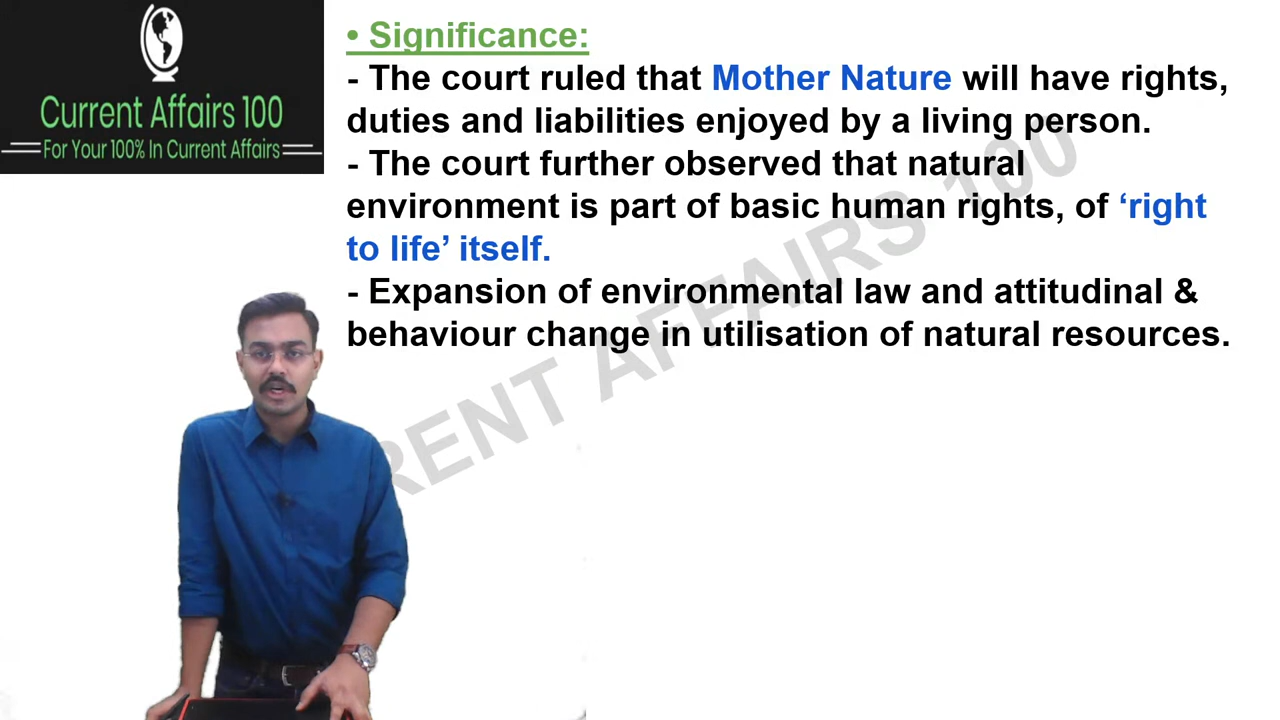 Current Affairs 100
For Your 100% In Current Affairs
• Significance:
- The court ruled that Mother Nature will have rights,
duties and liabilities enjoyed by a living person.
- The court further observed that natural
environment is part of basic human rights, of ‘right
to life’ itself.
- Expansion of environmental law and attitudinal &
behaviour change in utilisation of natural resources.
RENT AFFAIRS 100